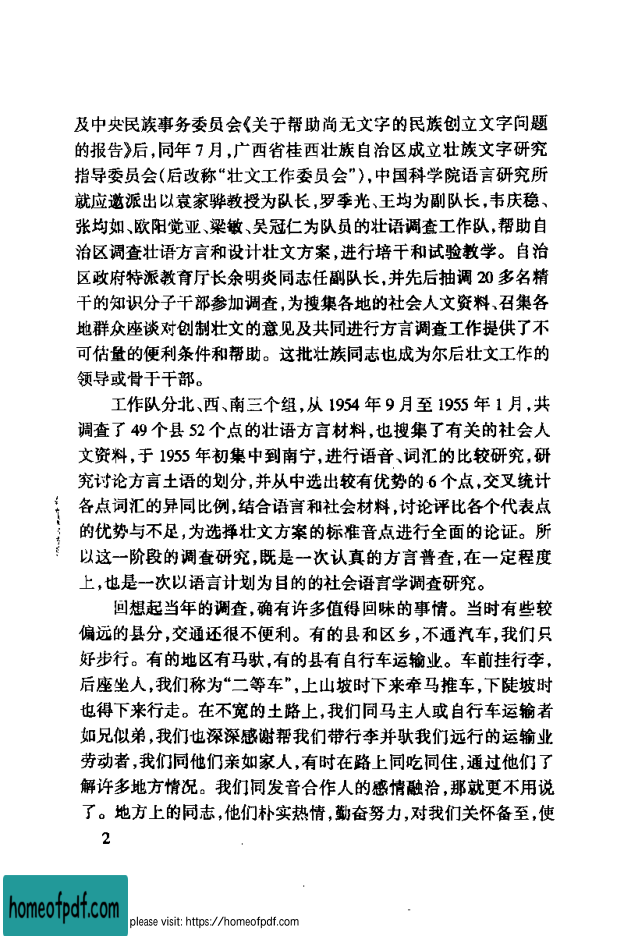 及中央民族事务委员会《关于帮助尚无文字的民族创立文字问题
的报告》后,同年7月,广西省桂西壮族自治区成立壮族文字研究
指导委员会(后改称“壮文工作委员会”),中国科学院语言研究所
就应邀派出以袁家骅教授为队长,罗季光、王均为副队长,韦庆稳、
张均如、欧阳觉亚、梁敏、吴冠仁为队员的壮语调查工作队,帮助自
治区调查壮语方言和设计壮文方案,进行培干和试验教学。自治
区政府特派教育厅长余明炎同志任副队长,并先后抽调20多名精
干的知识分子干部参加调查,为搜集各地的社会人文资料、召集各
地群众座谈对创制壮文的意见及共同进行方言调查工作提供了不
可估量的便利条件和帮助。这批壮族同志也成为尔后壮文工作的
领导或骨干干部。
工作队分北、西、南三个组,从1954年9月至1955年1月,共
调查了49个县52个点的壮语方言材料,也搜集了有关的社会人
文资料,于1955年初集中到南宁,进行语音、词汇的比较研究,研
究讨论方言土语的划分,并从中选出较有优势的6个点,交叉统计
各点词汇的异同比例,结合语言和社会材料,讨论评比各个代表点
的优势与不足,为选择壮文方案的标准音点进行全面的论证。所
以这一阶段的调查研究,既是一次认真的方言普查,在一定程度
上,也是一次以语言计划为目的的社会语言学调查研究。
回想起当年的调查,确有许多值得回味的事情。当时有些较
偏远的县分,交通还很不便利。有的县和区乡,不通汽车,我们只
好步行。有的地区有马驮,有的县有自行车运输业。车前挂行李,
后座坐人,我们称为“二等车”,上山坡时下来牵马推车,下陡坡时
也得下来行走。在不宽的土路上,我们同马主人或自行车运输者
如兄似弟,我们也深深感谢帮我们带行李并驮我们远行的运输业
劳动者,我们同他们亲如家人,有时在路上同吃同住,通过他们了
解许多地方情况。我们同发音合作人的感情融洽,那就更不用说
了。地方上的同志,他们朴实热情,勤奋努力,对我们关怀备至,使
2
homeofpdf.com
please visit: https://homeofpdf.com